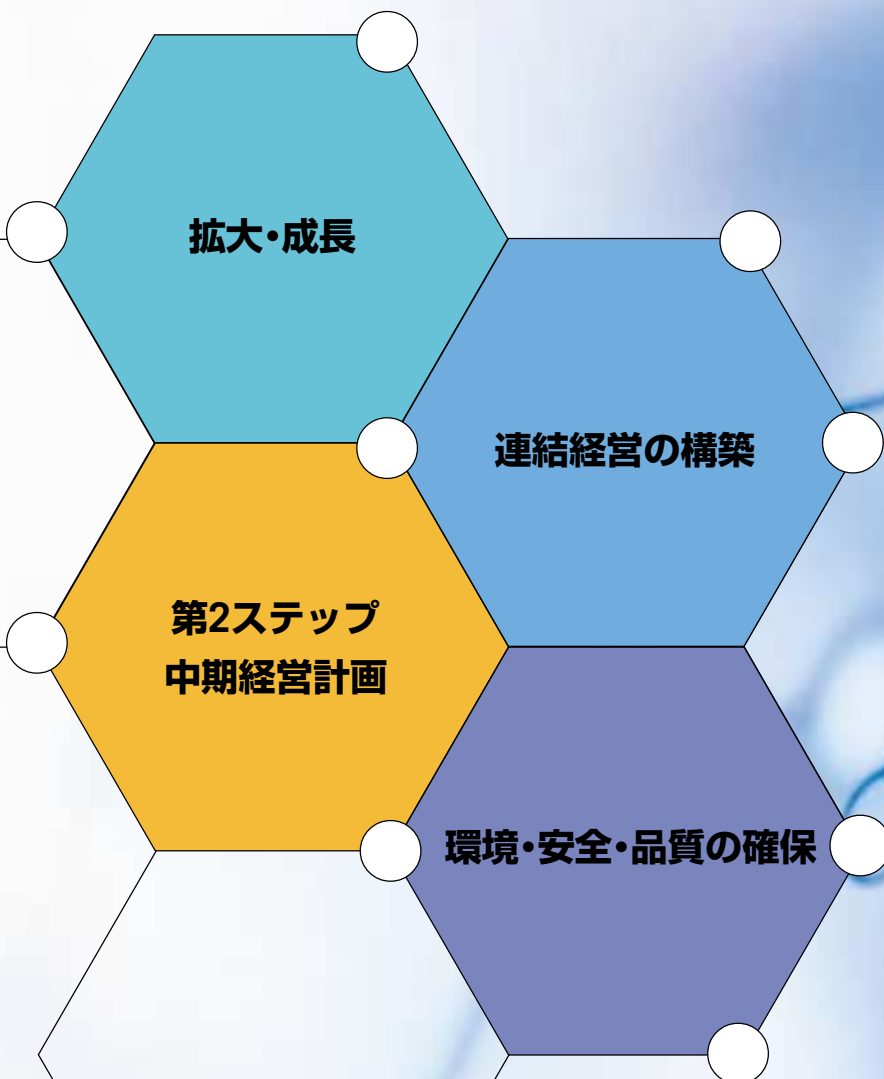 拡大・成長
連結経営の構築
第2ステップ
中期経営計画
環境・安全・品質の確保